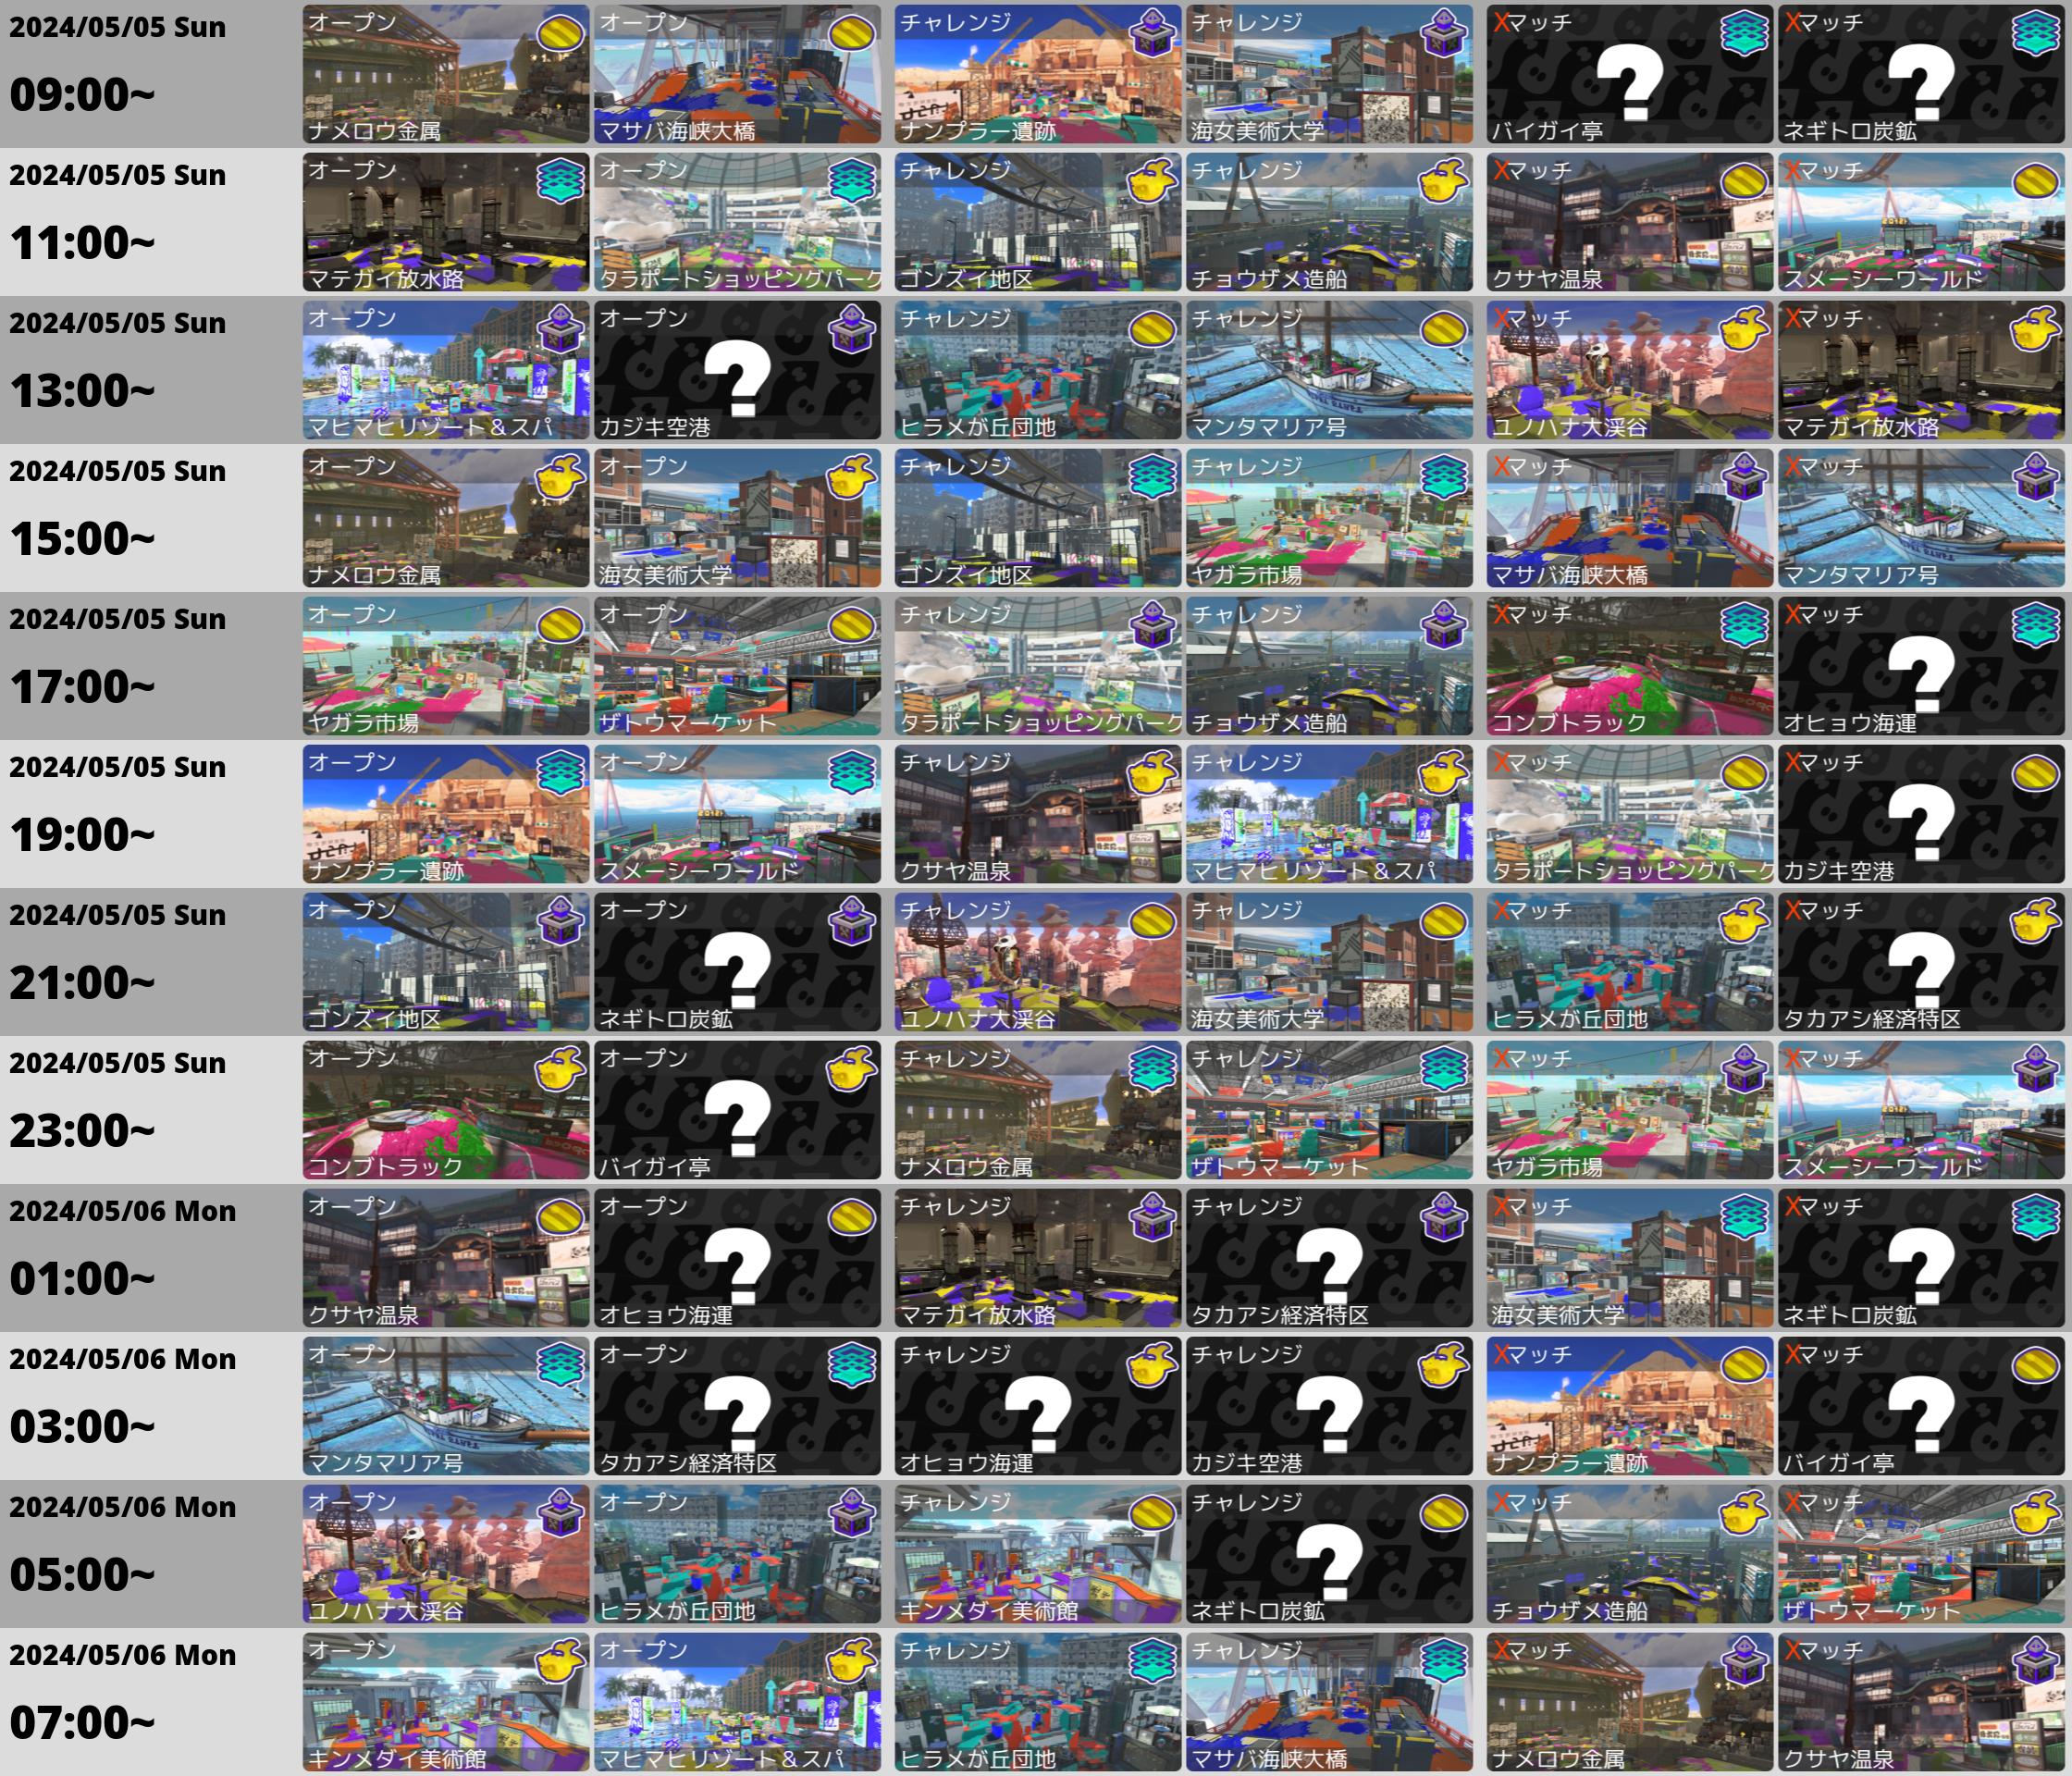 2024/05/05 Sun
09:00~
オープン
ナメロウ金属
オープン
マサバ海峡大橋
チャレンジ
ナンプラー遺跡
チャレンジ
海女美術大学
Xマッチ
バイガイ亭
Xマッチ
ネギトロ炭鉱
2024/05/05 Sun
11:00~
オープン
マテガイ放水路
オープン
タラポートショッピングパーク
チャレンジ
ゴンズイ地区
チャレンジ
チョウザメ造船
Xマッチ
クサヤ温泉
Xマッチ
スメーシーワールド
2024/05/05 Sun
13:00~
オープン
マヒマヒリゾート＆スパ
オープン
カジキ空港
チャレンジ
ヒラメが丘団地
チャレンジ
マンタマリア号
Xマッチ
ユノハナ大渓谷
Xマッチ
マテガイ放水路
2024/05/05 Sun
15:00~
オープン
ナメロウ金属
オープン
海女美術大学
チャレンジ
ゴンズイ地区
チャレンジ
ヤガラ市場
Xマッチ
マサバ海峡大橋
Xマッチ
マンタマリア号
2024/05/05 Sun
17:00~
オープン
ヤガラ市場
オープン
ザトウマーケット
チャレンジ
タラポートショッピングパーク
チャレンジ
チョウザメ造船
Xマッチ
コンブトラック
Xマッチ
オヒョウ海運
2024/05/05 Sun
19:00~
オープン
ナンプラー遺跡
オープン
スメーシーワールド
チャレンジ
クサヤ温泉
チャレンジ
マヒマヒリゾート＆スパ
Xマッチ
タラポートショッピングパーク
Xマッチ
カジキ空港
2024/05/05 Sun
21:00~
オープン
ゴンズイ地区
オープン
ネギトロ炭鉱
チャレンジ
ユノハナ大渓谷
チャレンジ
海女美術大学
Xマッチ
ヒラメが丘団地
Xマッチ
タカアシ経済特区
2024/05/05 Sun
23:00~
オープン
コンブトラック
オープン
バイガイ亭
チャレンジ
ナメロウ金属
チャレンジ
ザトウマーケット
Xマッチ
ヤガラ市場
Xマッチ
スメーシーワールド
2024/05/06 Mon
01:00~
オープン
クサヤ温泉
オープン
オヒョウ海運
チャレンジ
マテガイ放水路
チャレンジ
タカアシ経済特区
Xマッチ
海女美術大学
Xマッチ
ネギトロ炭鉱
2024/05/06 Mon
03:00~
オープン
マンタマリア号
オープン
タカアシ経済特区
チャレンジ
オヒョウ海運
チャレンジ
カジキ空港
Xマッチ
ナンプラー遺跡
Xマッチ
バイガイ亭
2024/05/06 Mon
05:00~
オープン
ユノハナ大渓谷
オープン
ヒラメが丘団地
チャレンジ
キンメダイ美術館
チャレンジ
ネギトロ炭鉱
Xマッチ
チョウザメ造船
Xマッチ
ザトウマーケット
2024/05/06 Mon
07:00~
オープン
キンメダイ美術館
オープン
マヒマヒリゾート＆スパ
チャレンジ
ヒラメが丘団地
チャレンジ
マサバ海峡大橋
Xマッチ
ナメロウ金属
Xマッチ
クサヤ温泉